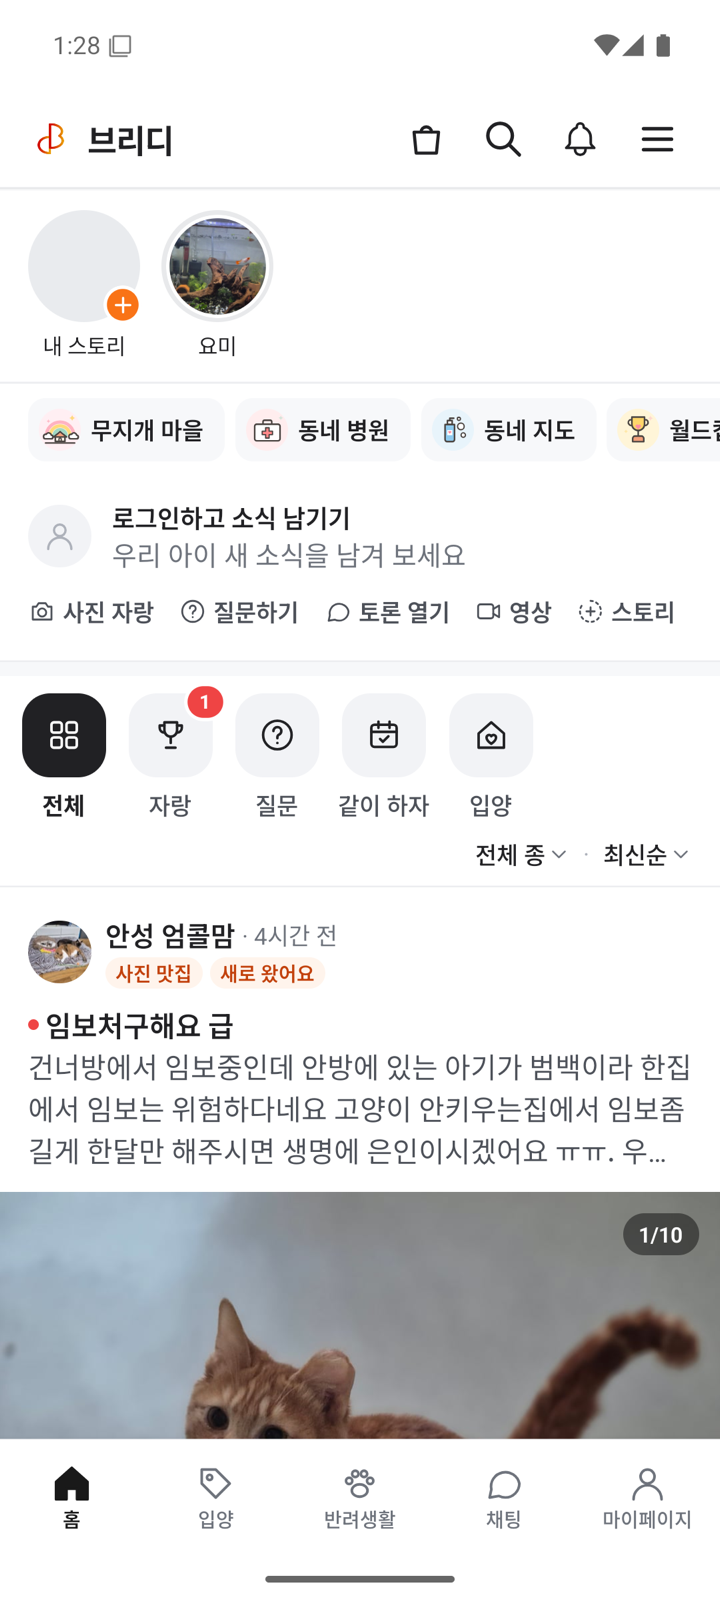 1:28
브리디
내 스토리
요미
무지개 마을
동네 병원
동네 지도
월드컵
로그인하고 소식 남기기
우리 아이 새 소식을 남겨 보세요
사진 자랑
질문하기
토론 열기
영상
스토리
1
전체
자랑
질문
같이 하자
입양
전체 종 · 최신순
안성 엄콜맘 · 4시간 전
사진 맛집
새로 왔어요
임보처구해요 급
건너방에서 임보중인데 안방에 있는 아기가 범백이라 한집
에서 임보는 위험하다네요 고양이 안키우는집에서 임보좀
길게 한달만 해주시면 생명에 은인이시겠어요 ㅠㅠ. 우...
1/10
홈
입양
반려생활
채팅
마이페이지